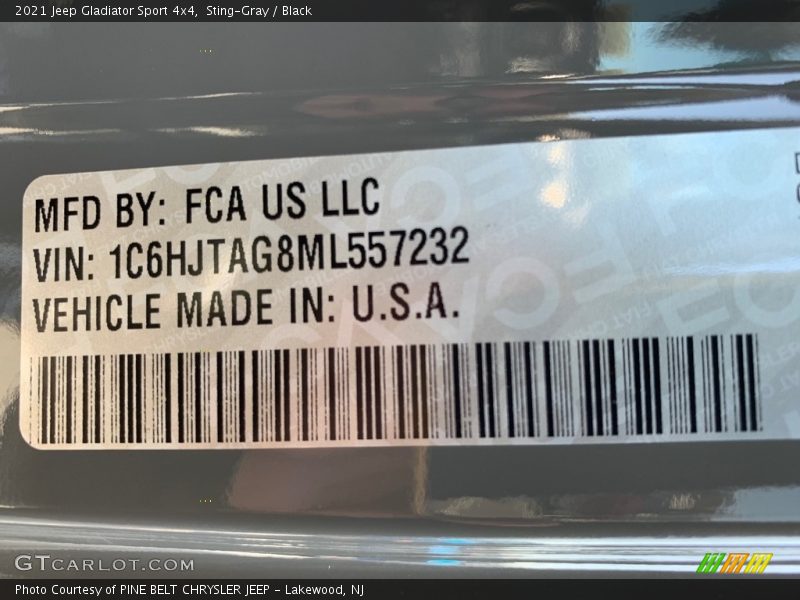 2021 Jeep Gladiator Sport 4x4,  Sting-Gray / Black
MFD BY: FCA US LLC
VIN: 1C6HJTAG8ML557232
VEHICLE MADE IN: U.S.A.
GTCARLOT.COM
Photo Courtesy of PINE BELT CHRYSLER JEEP - Lakewood, NJ